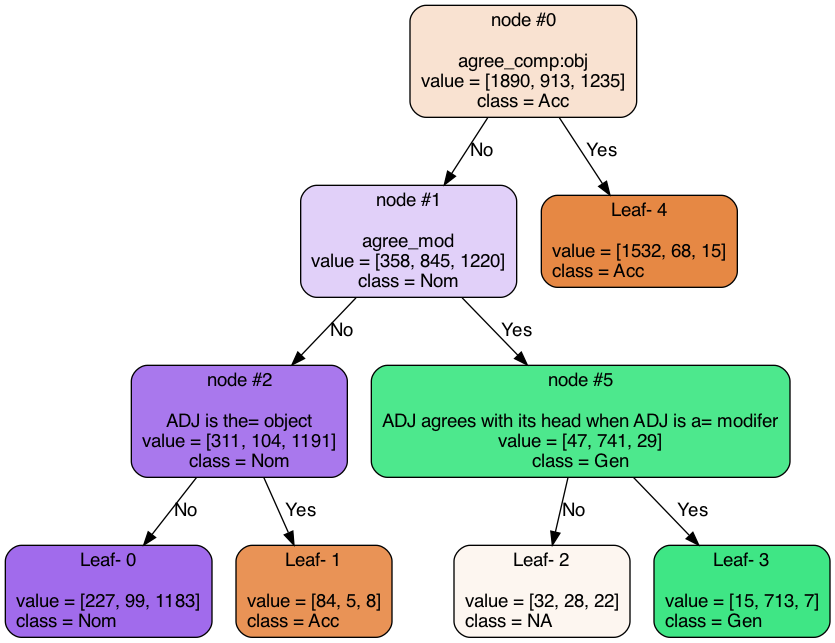 node #0
agree_comp:obj
value = [1890, 913, 1235]
class = Acc
No
Yes
node #1
agree_mod
value = [358, 845, 1220]
class = Nom
Leaf- 4
value = [1532, 68, 15]
class = Acc
No
Yes
node #2
ADJ is the= object
value = [311, 104, 1191]
class = Nom
node #5
ADJ agrees with its head when ADJ is a= modifer
value = [47, 741, 29]
class = Gen
No
Yes
No
Yes
Leaf- 0
value = [227, 99, 1183]
class = Nom
Leaf- 1
value = [84, 5, 8]
class = Acc
Leaf- 2
value = [32, 28, 22]
class = NA
Leaf- 3
value = [15, 713, 7]
class = Gen